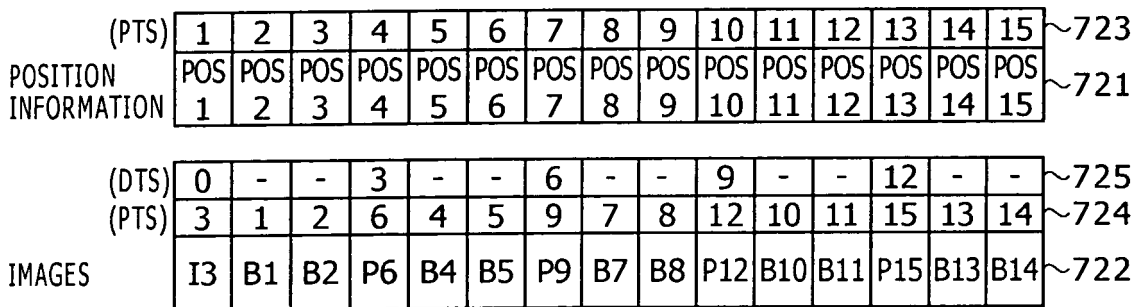 (PTS) 1 2 3 4 5 6 7 8 9 10 11 12 13 14 15 ~723
POSITION POS POS POS POS POS POS POS POS POS POS POS POS POS POS POS ~721
INFORMATION 1 2 3 4 5 6 7 8 9 10 11 12 13 14 15
(DTS) 0 - - 3 - - 6 - - 9 - - 12 - - ~725
(PTS) 3 1 2 6 4 5 9 7 8 12 10 11 15 13 14 ~724
IMAGES I3 B1 B2 P6 B4 B5 P9 B7 B8 P12 B10 B11 P15 B13 B14 ~722